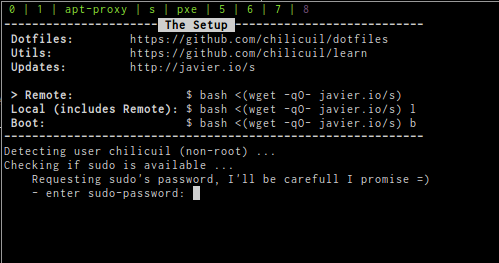 0 | 1 | apt-proxy | s | pxe | 5 | 6 | 7 | 8
The Setup
Dotfiles: https://github.com/chilicuil/dotfiles
Utils: https://github.com/chilicuil/learn
Updates: http://javier.io/s
> Remote: $ bash <(wget -qO- javier.io/s)
Local (includes Remote): $ bash <(wget -qO- javier.io/s) l
Boot: $ bash <(wget -qO- javier.io/s) b
Detecting user chilicuil (non-root) ...
Checking if sudo is available ...
Requesting sudo's password, I'll be carefull I promise =)
- enter sudo-password: